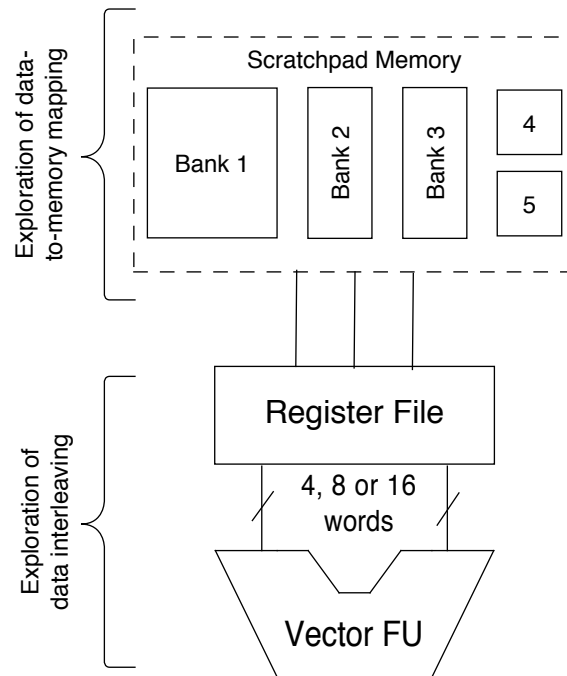 Exploration of data-
to-memory mapping
Scratchpad Memory
Bank 1
Bank 2
Bank 3
4
5
Exploration of
data interleaving
Register File
4, 8 or 16
words
Vector FU